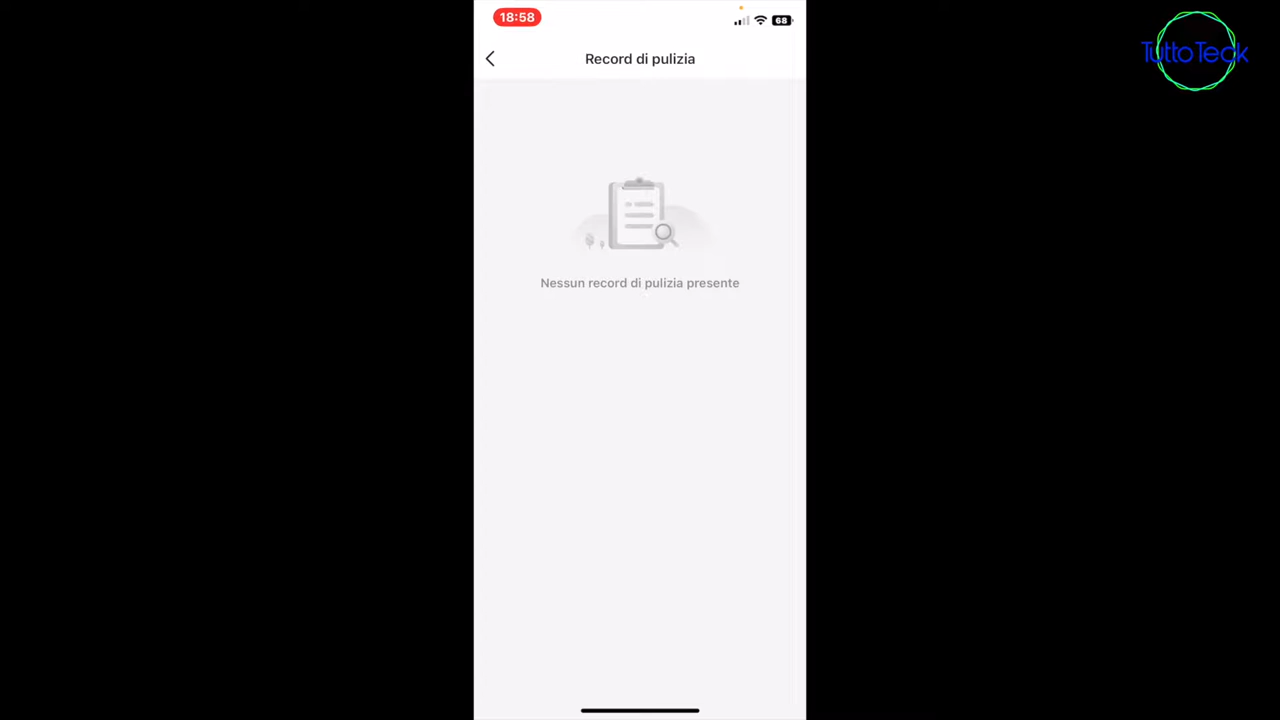 18:58
68
Record di pulizia
Nessun record di pulizia presente
TuttoTeck